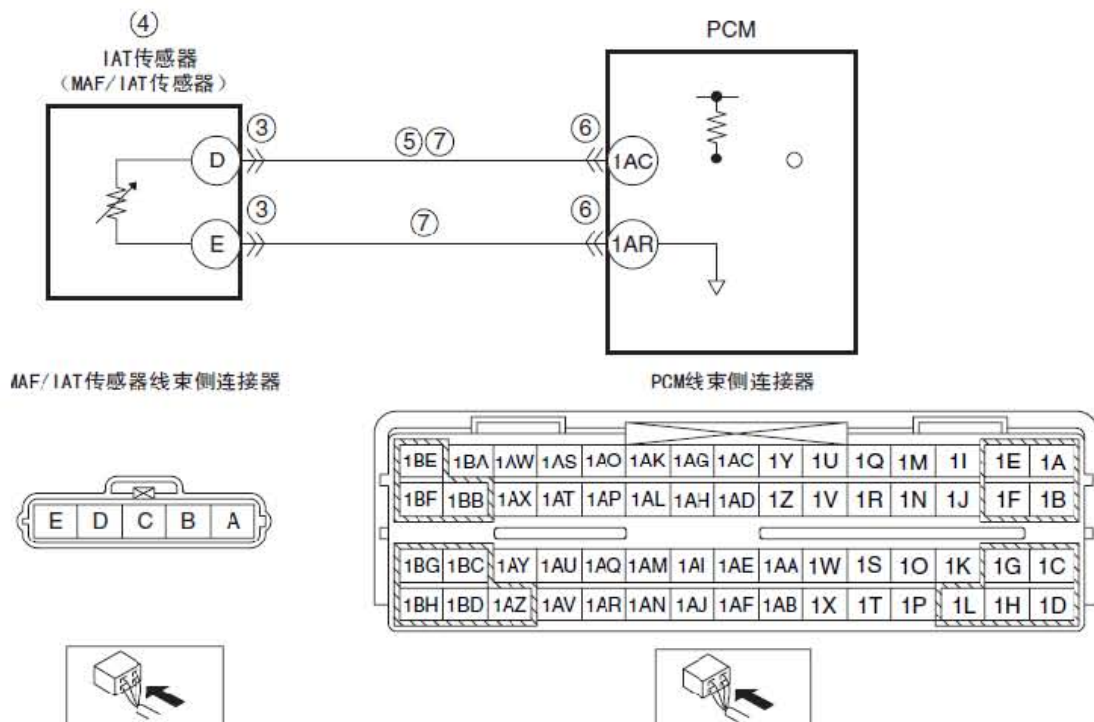 ④
IAT传感器
（MAF/IAT传感器）
PCM
D
③
⑤⑦
⑥
1AC
E
③
⑦
⑥
1AR
MAF/IAT传感器线束侧连接器
PCM线束侧连接器
E D C B A
1BE 1BA 1AW 1AS 1AO 1AK 1AG 1AC 1Y 1U 1Q 1M 1I 1E 1A
1BF 1BB 1AX 1AT 1AP 1AL 1AH 1AD 1Z 1V 1R 1N 1J 1F 1B
1BG 1BC 1AY 1AU 1AQ 1AM 1AI 1AE 1AA 1W 1S 1O 1K 1G 1C
1BH 1BD 1AZ 1AV 1AR 1AN 1AJ 1AF 1AB 1X 1T 1P 1L 1H 1D